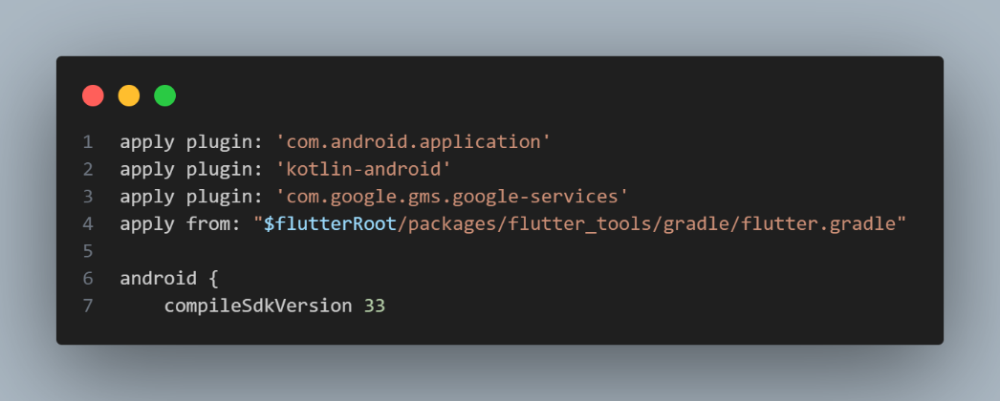 1 apply plugin: 'com.android.application'
2 apply plugin: 'kotlin-android'
3 apply plugin: 'com.google.gms.google-services'
4 apply from: "$flutterRoot/packages/flutter_tools/gradle/flutter.gradle"
5
6 android {
7     compileSdkVersion 33